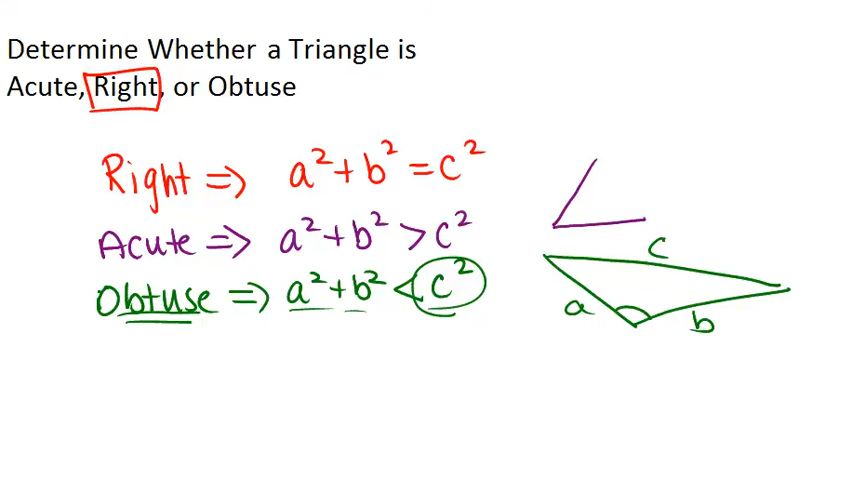 Determine Whether a Triangle is
Acute, Right, or Obtuse
Right ⇒ a² + b² = c²
Acute ⇒ a² + b² > c²
Obtuse ⇒ a² + b² < c²
c
a
b